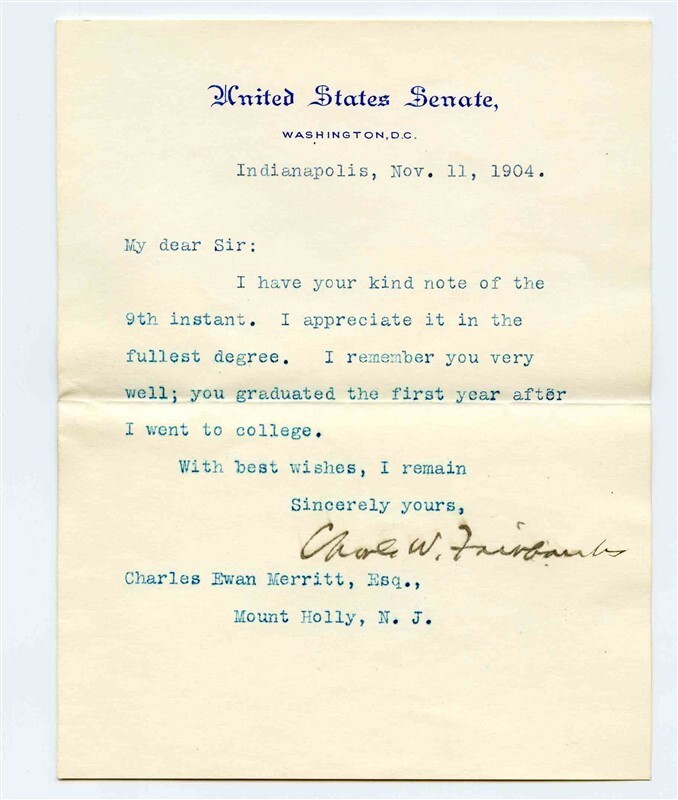 United States Senate,
WASHINGTON, D.C.
Indianapolis, Nov. 11, 1904.
My dear Sir:
I have your kind note of the
9th instant. I appreciate it in the
fullest degree. I remember you very
well; you graduated the first year after
I went to college.
With best wishes, I remain
Sincerely yours,
Charles W. Fairbanks
Charles Ewan Merritt, Esq.,
Mount Holly, N. J.